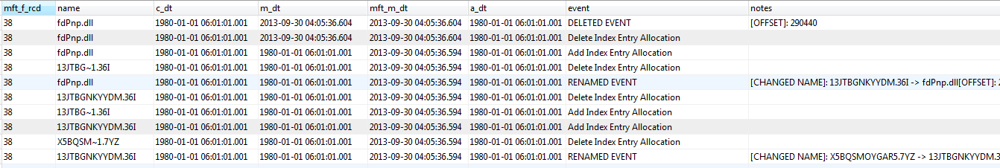 mft_f_rcd name c_dt m_dt mft_m_dt a_dt event notes
38 fdPnp.dll 1980-01-01 06:01:01.001 2013-09-30 04:05:36.604 2013-09-30 04:05:36.604 1980-01-01 06:01:01.001 DELETED EVENT [OFFSET]: 290440
38 fdPnp.dll 1980-01-01 06:01:01.001 2013-09-30 04:05:36.604 2013-09-30 04:05:36.604 1980-01-01 06:01:01.001 Delete Index Entry Allocation
38 fdPnp.dll 1980-01-01 06:01:01.001 1980-01-01 06:01:01.001 2013-09-30 04:05:36.594 1980-01-01 06:01:01.001 Add Index Entry Allocation
38 13JTBG~1.36I 1980-01-01 06:01:01.001 1980-01-01 06:01:01.001 2013-09-30 04:05:36.594 1980-01-01 06:01:01.001 Delete Index Entry Allocation
38 fdPnp.dll 1980-01-01 06:01:01.001 1980-01-01 06:01:01.001 2013-09-30 04:05:36.594 1980-01-01 06:01:01.001 RENAMED EVENT [CHANGED NAME]: 13JTBGNKYYDM.36I -> fdPnp.dll[OFFSET]: 2
38 13JTBGNKYYDM.36I 1980-01-01 06:01:01.001 1980-01-01 06:01:01.001 2013-09-30 04:05:36.594 1980-01-01 06:01:01.001 Delete Index Entry Allocation
38 13JTBG~1.36I 1980-01-01 06:01:01.001 1980-01-01 06:01:01.001 2013-09-30 04:05:36.594 1980-01-01 06:01:01.001 Add Index Entry Allocation
38 13JTBGNKYYDM.36I 1980-01-01 06:01:01.001 1980-01-01 06:01:01.001 2013-09-30 04:05:36.594 1980-01-01 06:01:01.001 Add Index Entry Allocation
38 X5BQSM~1.7YZ 1980-01-01 06:01:01.001 1980-01-01 06:01:01.001 2013-09-30 04:05:36.594 1980-01-01 06:01:01.001 Delete Index Entry Allocation
38 13JTBGNKYYDM.36I 1980-01-01 06:01:01.001 1980-01-01 06:01:01.001 2013-09-30 04:05:36.594 1980-01-01 06:01:01.001 RENAMED EVENT [CHANGED NAME]: X5BQSMOYGAR5.7YZ -> 13JTBGNKYYDM.3